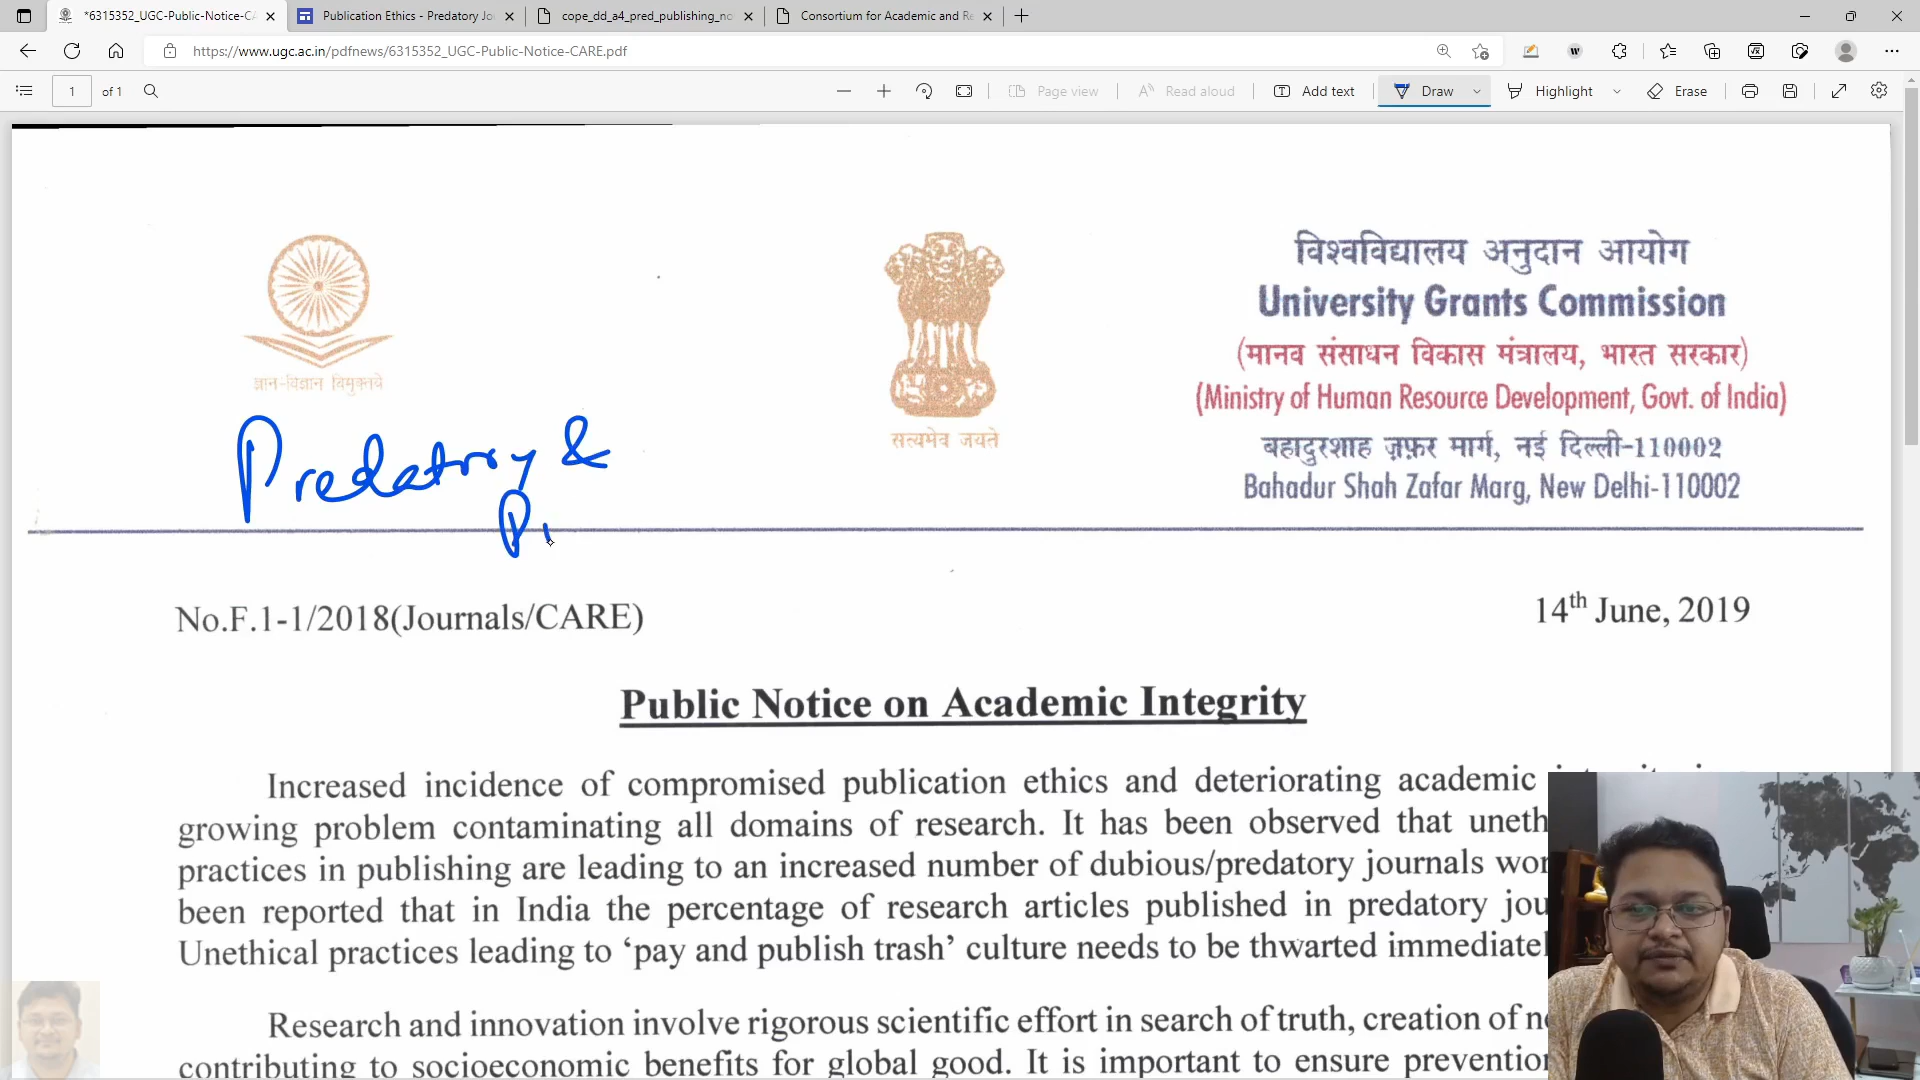 *6315352_UGC-Public-Notice-CA
Publication Ethics - Predatory Jo
cope_dd_a4_pred_publishing_no
Consortium for Academic and Re
https://www.ugc.ac.in/pdfnews/6315352_UGC-Public-Notice-CARE.pdf
1 of 1
Page view
Read aloud
Add text
Draw
Highlight
Erase
ज्ञान-विज्ञान विमुक्तये
सत्यमेव जयते
विश्वविद्यालय अनुदान आयोग
University Grants Commission
(मानव संसाधन विकास मंत्रालय, भारत सरकार)
(Ministry of Human Resource Development, Govt. of India)
बहादुरशाह ज़फ़र मार्ग, नई दिल्ली-110002
Bahadur Shah Zafar Marg, New Delhi-110002
Predatory &
P
No.F.1-1/2018(Journals/CARE)
14th June, 2019
Public Notice on Academic Integrity
Increased incidence of compromised publication ethics and deteriorating academic
growing problem contaminating all domains of research. It has been observed that uneth
practices in publishing are leading to an increased number of dubious/predatory journals wor
been reported that in India the percentage of research articles published in predatory jou
Unethical practices leading to ‘pay and publish trash’ culture needs to be thwarted immediatel
Research and innovation involve rigorous scientific effort in search of truth, creation of n
contributing to socioeconomic benefits for global good. It is important to ensure prevention